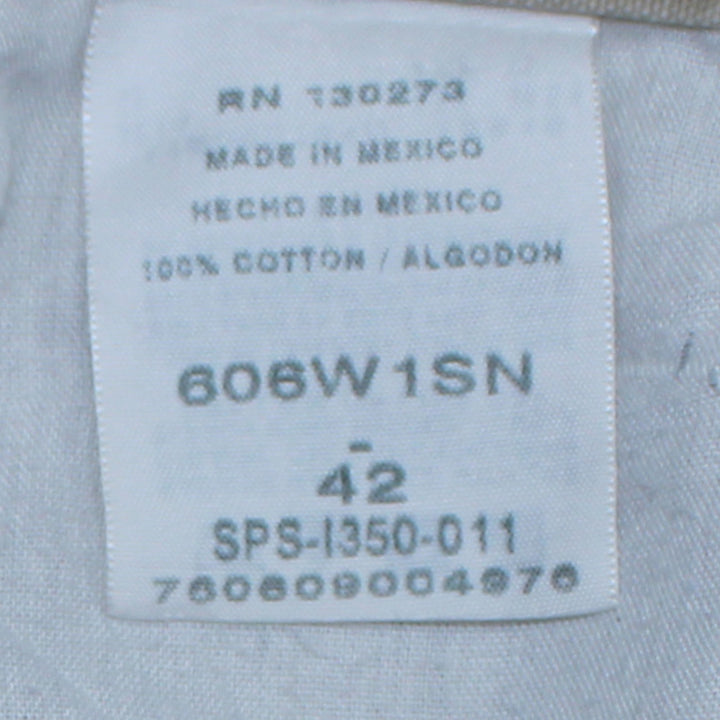 RN 130273
MADE IN MEXICO
HECHO EN MEXICO
100% COTTON / ALGODON
606W1SN
-
42
SPS-I350-011
760609004976